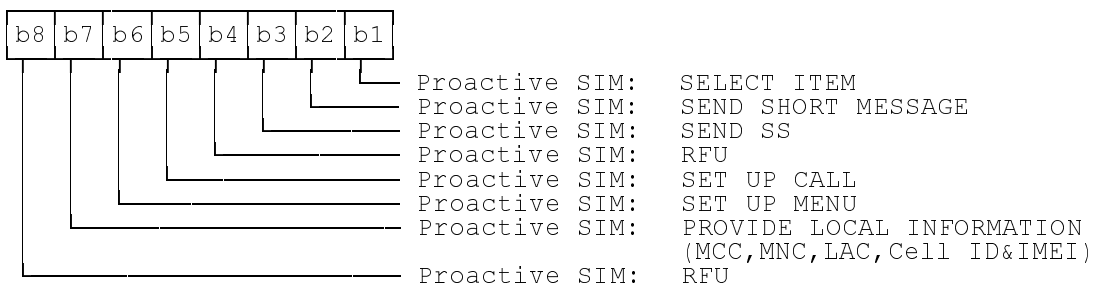 b8 b7 b6 b5 b4 b3 b2 b1
Proactive SIM: SELECT ITEM
Proactive SIM: SEND SHORT MESSAGE
Proactive SIM: SEND SS
Proactive SIM: RFU
Proactive SIM: SET UP CALL
Proactive SIM: SET UP MENU
Proactive SIM: PROVIDE LOCAL INFORMATION
(MCC,MNC,LAC,Cell ID&IMEI)
Proactive SIM: RFU